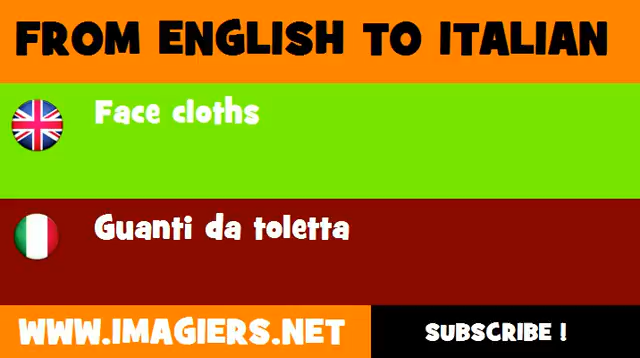 FROM ENGLISH TO ITALIAN
Face cloths
Guanti da toletta
WWW.IMAGIERS.NET
SUBSCRIBE !